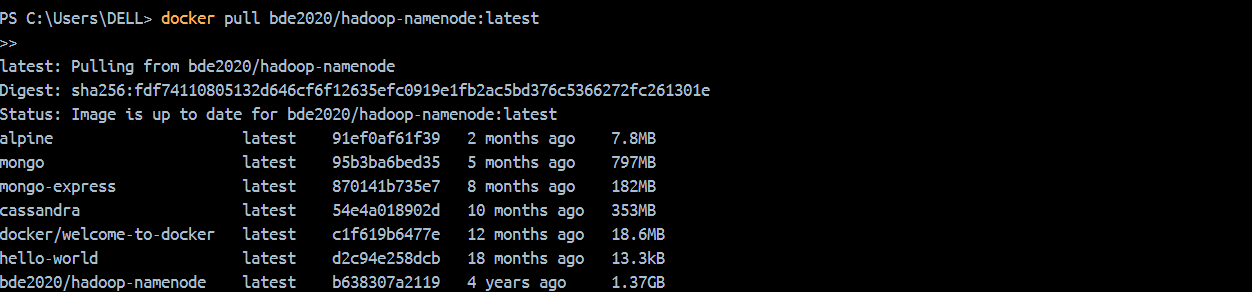 PS C:\Users\DELL> docker pull bde2020/hadoop-namenode:latest
>>
latest: Pulling from bde2020/hadoop-namenode
Digest: sha256:fdf74110805132d646cf6f12635efc0919e1fb2ac5bd376c5366272fc261301e
Status: Image is up to date for bde2020/hadoop-namenode:latest
alpine latest 91ef0af61f39 2 months ago 7.8MB
mongo latest 95b3ba6bed35 5 months ago 797MB
mongo-express latest 870141b735e7 8 months ago 182MB
cassandra latest 54e4a018902d 10 months ago 353MB
docker/welcome-to-docker latest c1f619b6477e 12 months ago 18.6MB
hello-world latest d2c94e258dcb 18 months ago 13.3kB
bde2020/hadoop-namenode latest b638307a2119 4 years ago 1.37GB